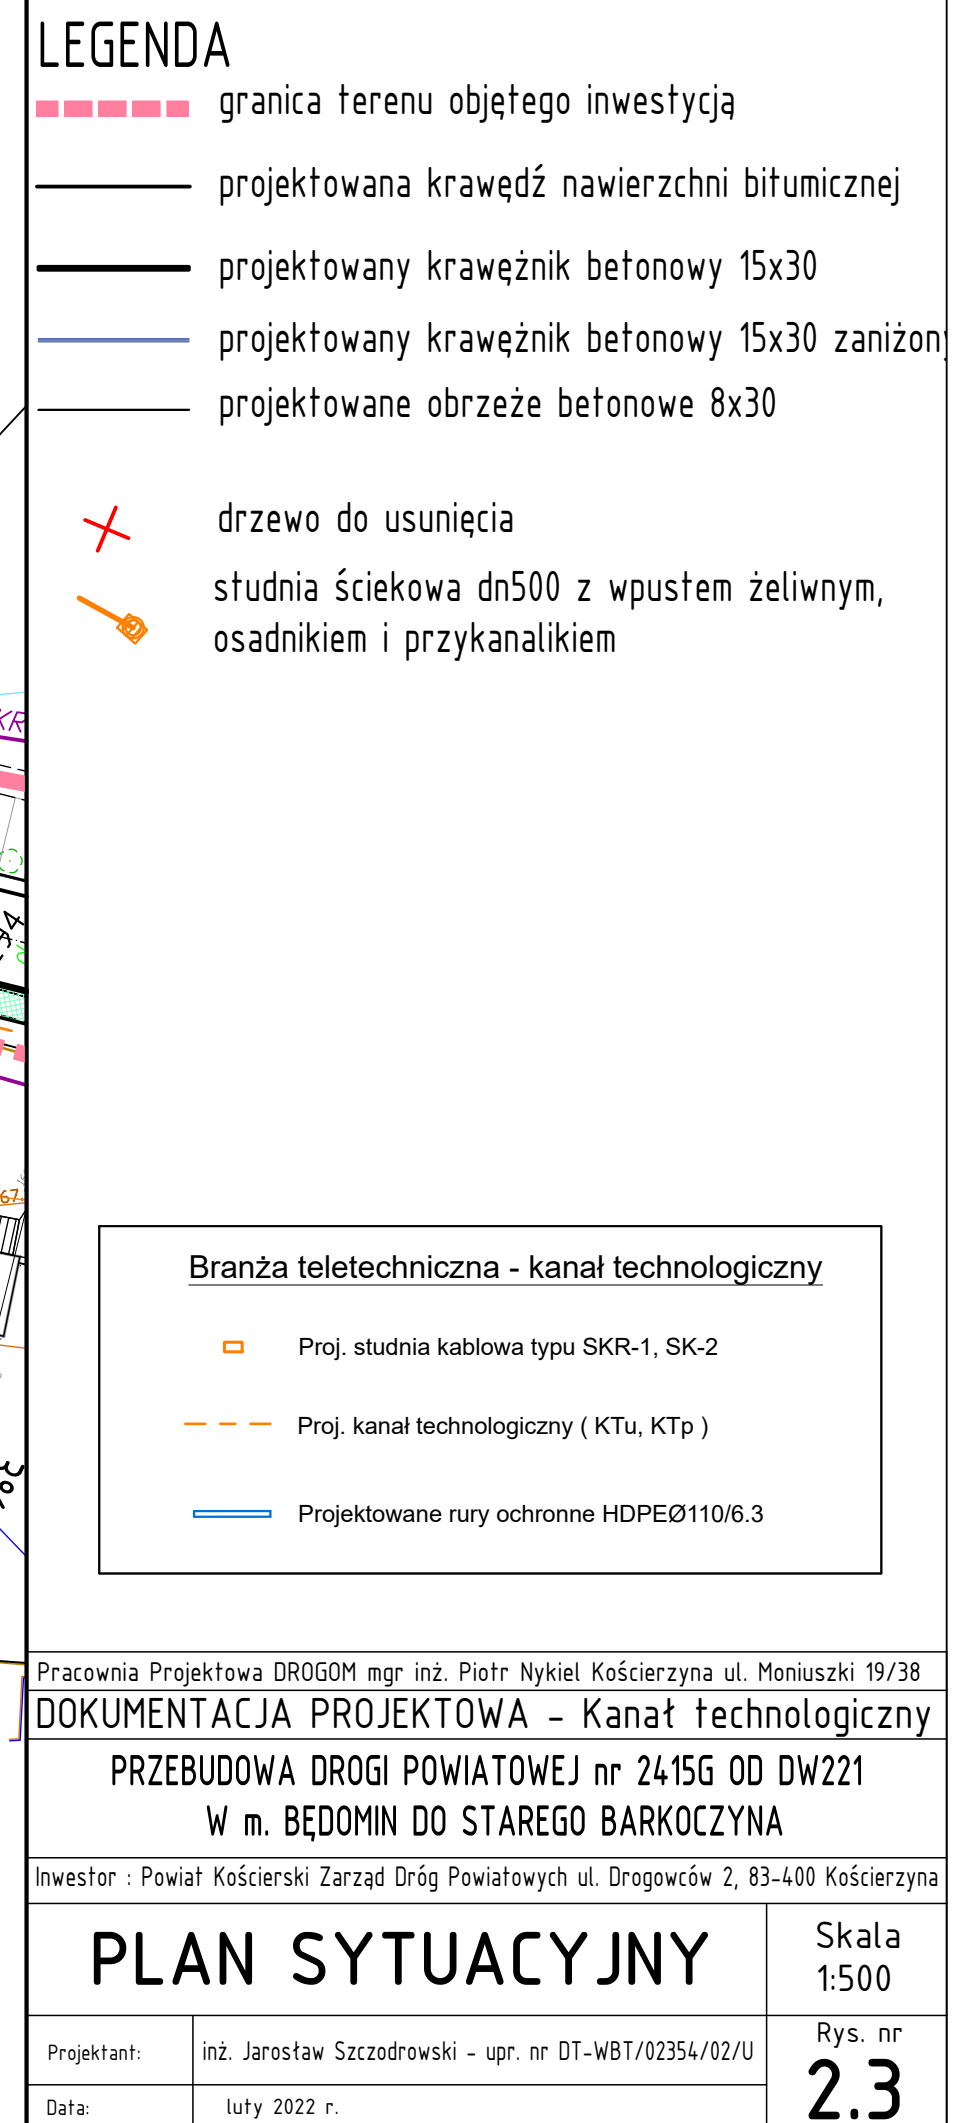 LEGENDA
granica terenu objętego inwestycją
projektowana krawędź nawierzchni bitumicznej
projektowany krawężnik betonowy 15x30
projektowany krawężnik betonowy 15x30 zaniżony
projektowane obrzeże betonowe 8x30
drzewo do usunięcia
studnia ściekowa dn500 z wpustem żeliwnym,
osadnikiem i przykanalikiem
KR
67.
Branża teletechniczna - kanał technologiczny
Proj. studnia kablowa typu SKR-1, SK-2
Proj. kanał technologiczny ( KTu, KTp )
Projektowane rury ochronne HDPEØ110/6.3
Pracownia Projektowa DROGOM mgr inż. Piotr Nykiel Kościerzyna ul. Moniuszki 19/38
DOKUMENTACJA PROJEKTOWA - Kanał technologiczny
PRZEBUDOWA DROGI POWIATOWEJ nr 2415G OD DW221
W m. BĘDOMIN DO STAREGO BARKOCZYNA
Inwestor : Powiat Kościerski Zarząd Dróg Powiatowych ul. Drogowców 2, 83-400 Kościerzyna
PLAN SYTUACYJNY
Skala
1:500
Projektant: inż. Jarosław Szczodrowski - upr. nr DT-WBT/02354/02/U
Rys. nr
2.3
Data: luty 2022 r.